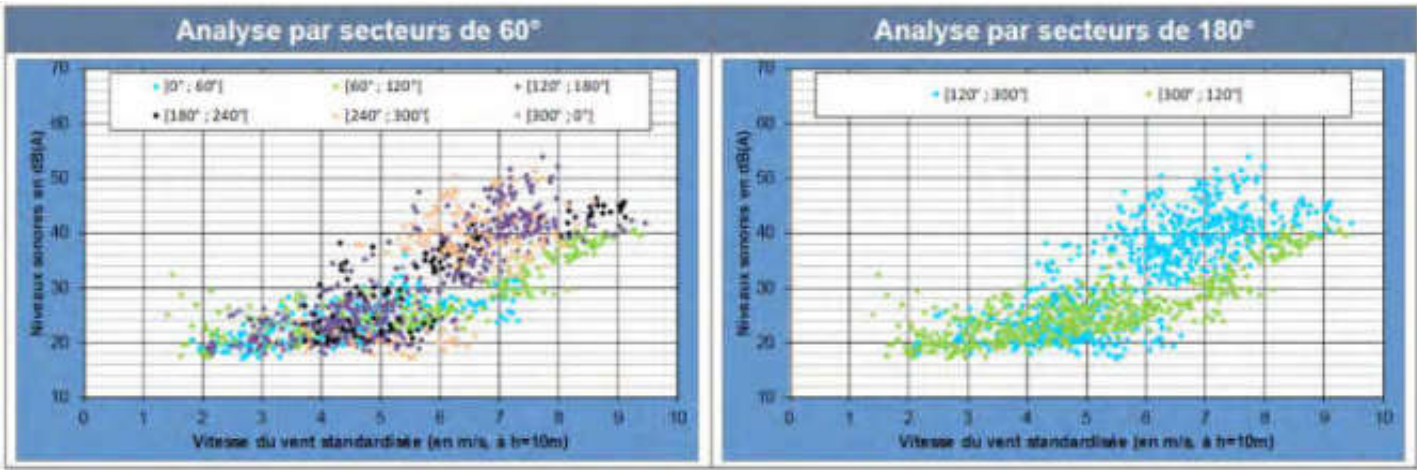 Analyse par secteurs de 60°
Analyse par secteurs de 180°
70
60
50
40
30
20
10
Niveaux sonores en dB(A)
[0° ; 60°[
[60° ; 120°[
[120° ; 180°[
[180° ; 240°[
[240° ; 300°[
[300° ; 0°[
0 1 2 3 4 5 6 7 8 9 10
Vitesse du vent standardisée (en m/s, à h=10m)
70
60
50
40
30
20
10
Niveaux sonores en dB(A)
[120° ; 300°[
[300° ; 120°[
0 1 2 3 4 5 6 7 8 9 10
Vitesse du vent standardisée (en m/s, à h=10m)